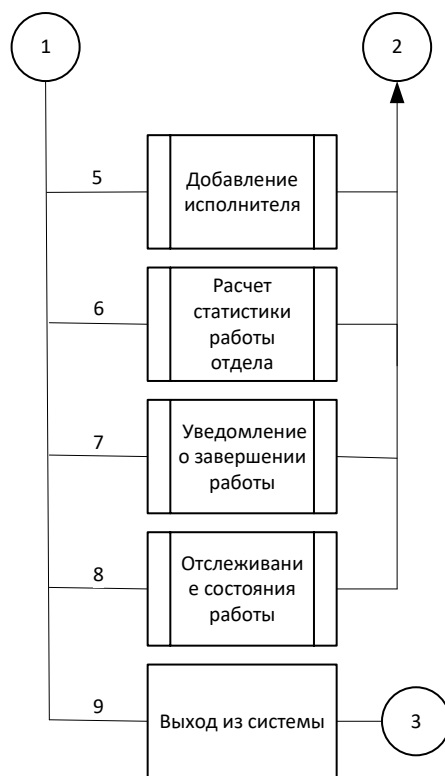 1
2
5
Добавление
исполнителя
6
Расчет
статистики
работы
отдела
7
Уведомление
о завершении
работы
8
Отслеживани
е состояния
работы
9
Выход из системы
3